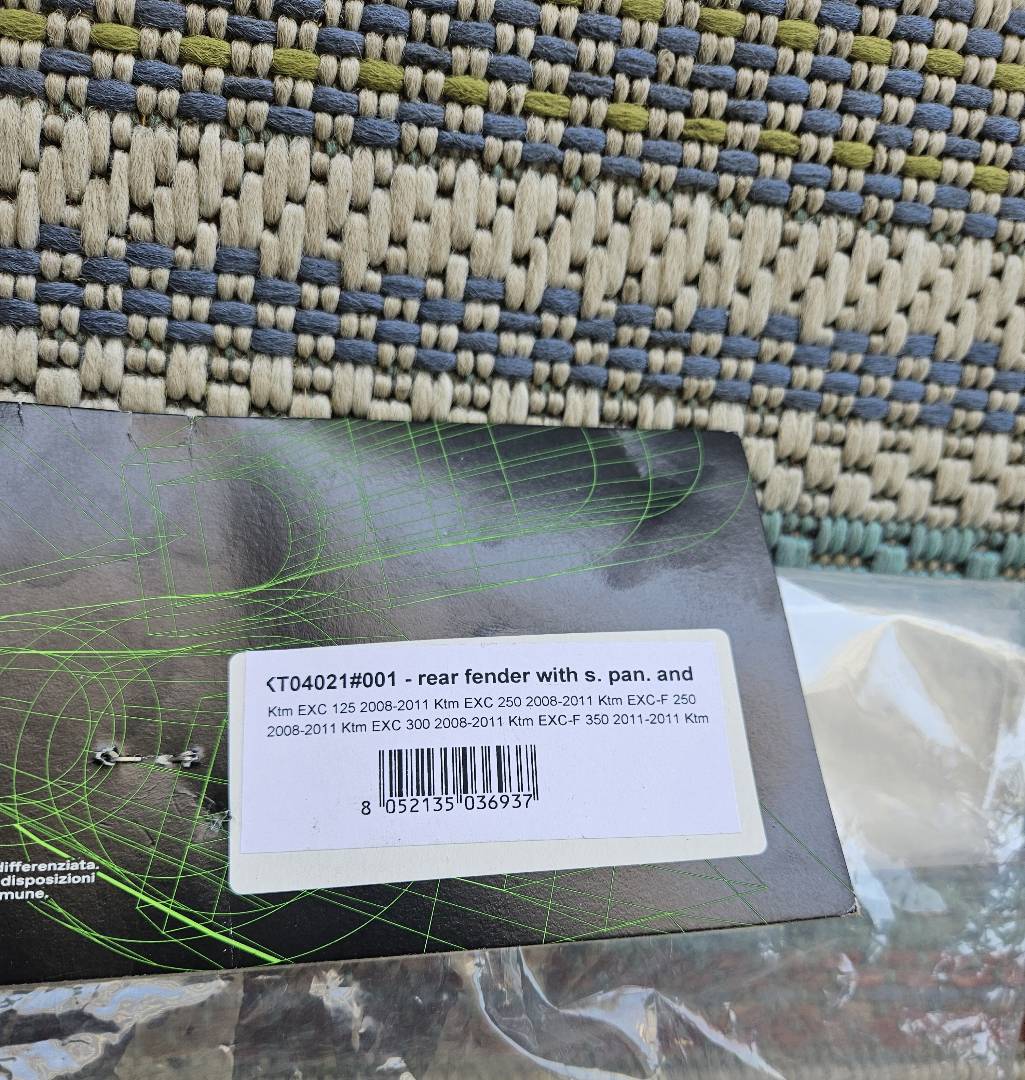 KT04021#001 - rear fender with s. pan. and
Ktm EXC 125 2008-2011 Ktm EXC 250 2008-2011 Ktm EXC-F 250
2008-2011 Ktm EXC 300 2008-2011 Ktm EXC-F 350 2011-2011 Ktm
8 052135 036937
differenziata.
disposizioni
mune.